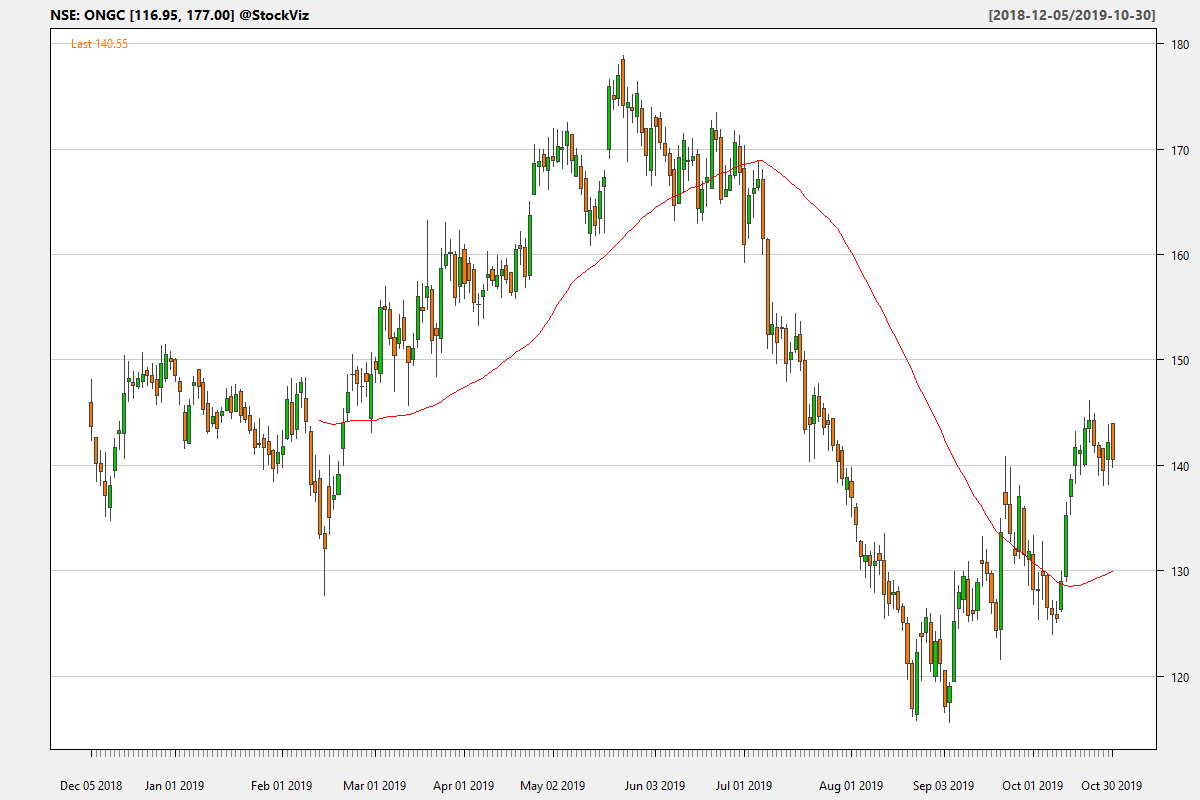 NSE: ONGC [116.95, 177.00] @StockViz [2018-12-05/2019-10-30]
Last 140.55
180
170
160
150
140
130
120
Dec 05 2018 Jan 01 2019 Feb 01 2019 Mar 01 2019 Apr 01 2019 May 02 2019 Jun 03 2019 Jul 01 2019 Aug 01 2019 Sep 03 2019 Oct 01 2019 Oct 30 2019